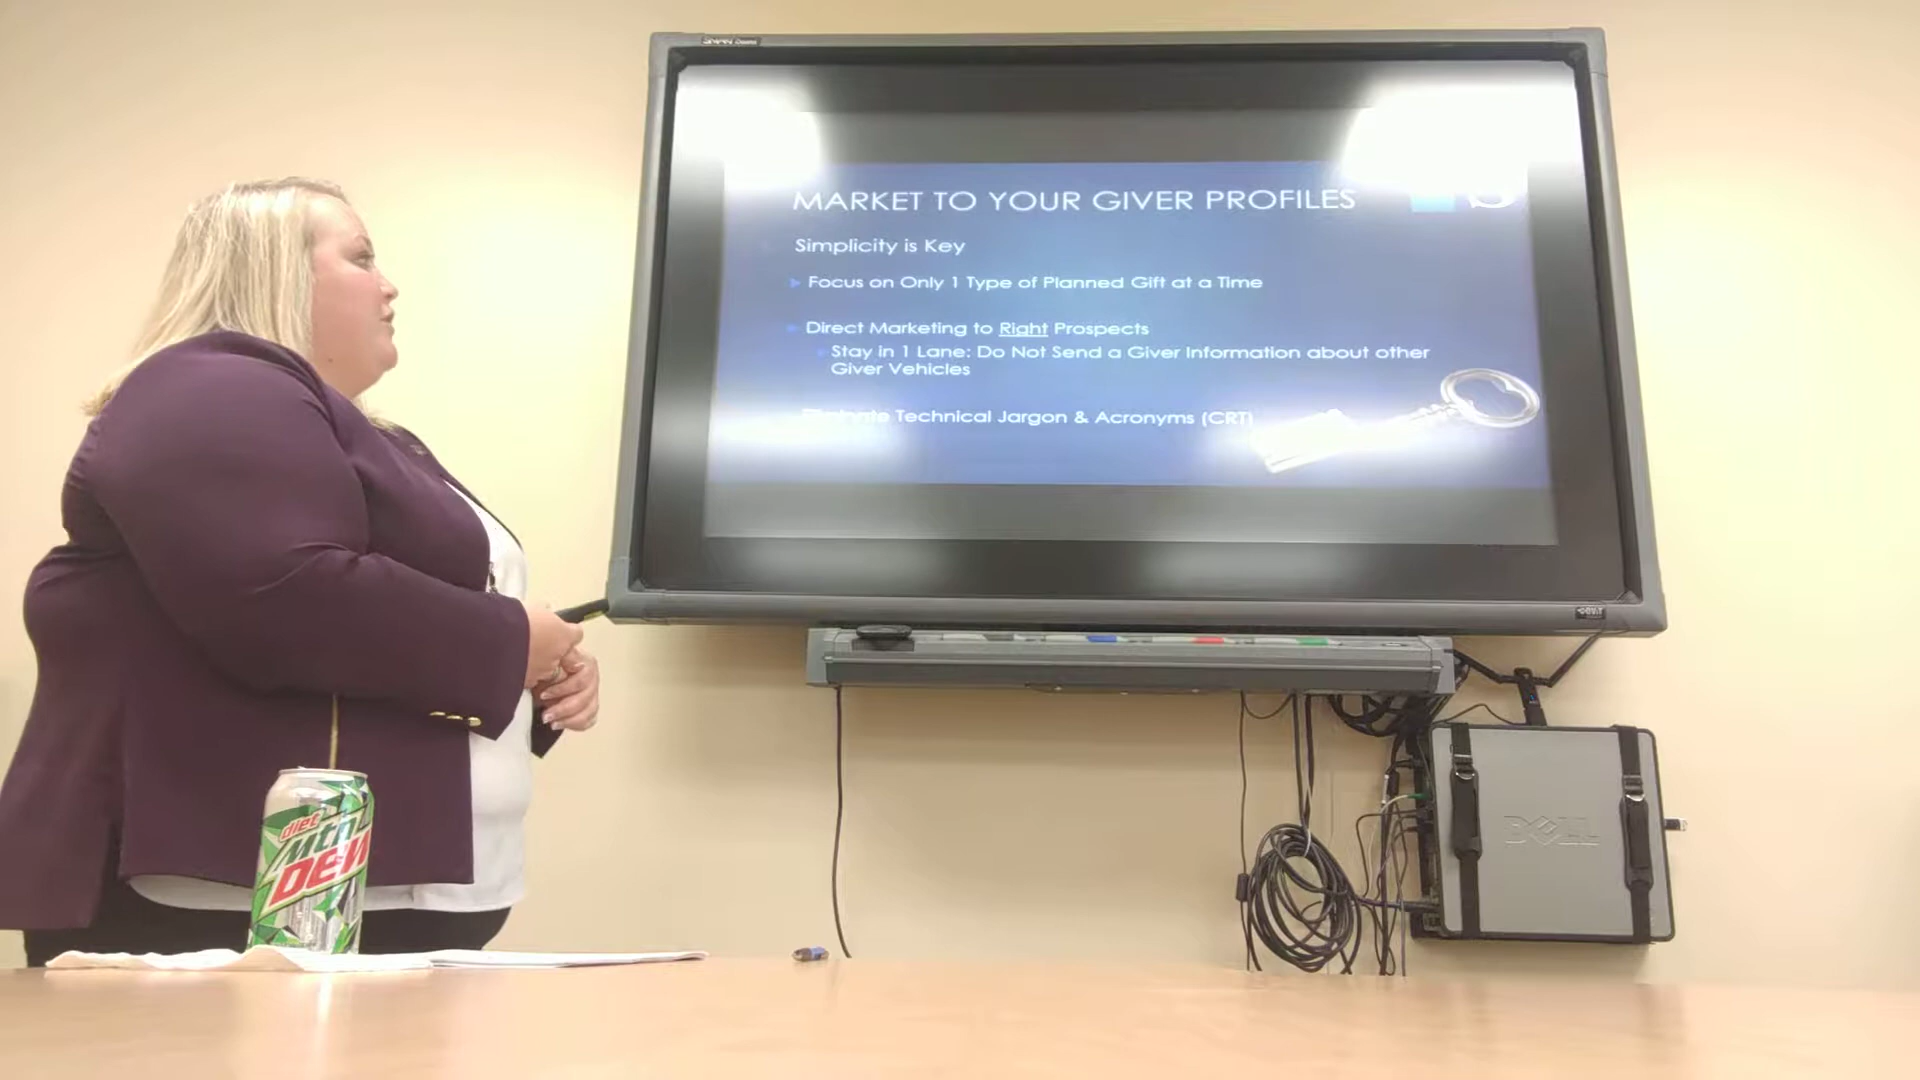 MARKET TO YOUR GIVER PROFILES
Simplicity is Key
Focus on Only 1 Type of Planned Gift at a Time
Direct Marketing to Right Prospects
Stay in 1 Lane: Do Not Send a Giver Information about other
Giver Vehicles
Technical Jargon & Acronyms (CRT)
diet
mtn
DEW
DELL